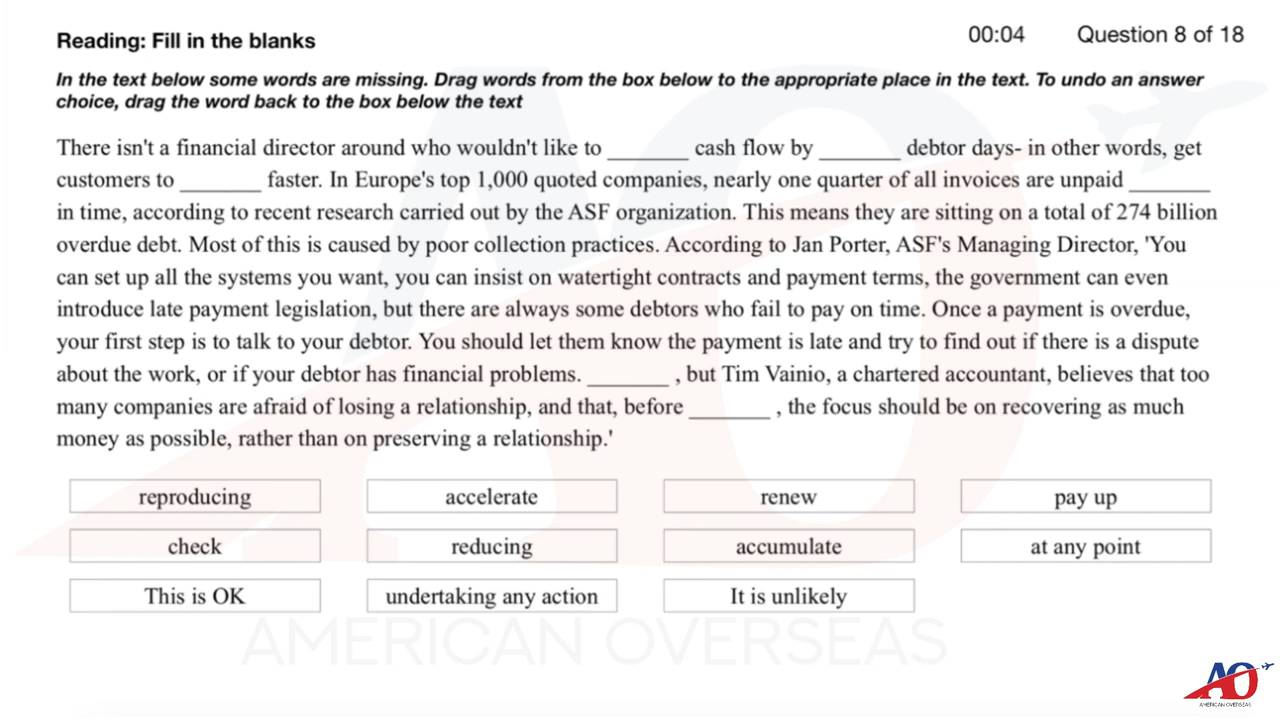 Reading: Fill in the blanks
00:04 Question 8 of 18
In the text below some words are missing. Drag words from the box below to the appropriate place in the text. To undo an answer
choice, drag the word back to the box below the text
There isn't a financial director around who wouldn't like to ________ cash flow by ________ debtor days- in other words, get
customers to ________ faster. In Europe's top 1,000 quoted companies, nearly one quarter of all invoices are unpaid ________
in time, according to recent research carried out by the ASF organization. This means they are sitting on a total of 274 billion
overdue debt. Most of this is caused by poor collection practices. According to Jan Porter, ASF's Managing Director, 'You
can set up all the systems you want, you can insist on watertight contracts and payment terms, the government can even
introduce late payment legislation, but there are always some debtors who fail to pay on time. Once a payment is overdue,
your first step is to talk to your debtor. You should let them know the payment is late and try to find out if there is a dispute
about the work, or if your debtor has financial problems. ________ , but Tim Vainio, a chartered accountant, believes that too
many companies are afraid of losing a relationship, and that, before ________ , the focus should be on recovering as much
money as possible, rather than on preserving a relationship.'
reproducing accelerate renew pay up
check reducing accumulate at any point
This is OK undertaking any action It is unlikely
AMERICAN OVERSEAS
AO
AMERICAN OVERSEAS